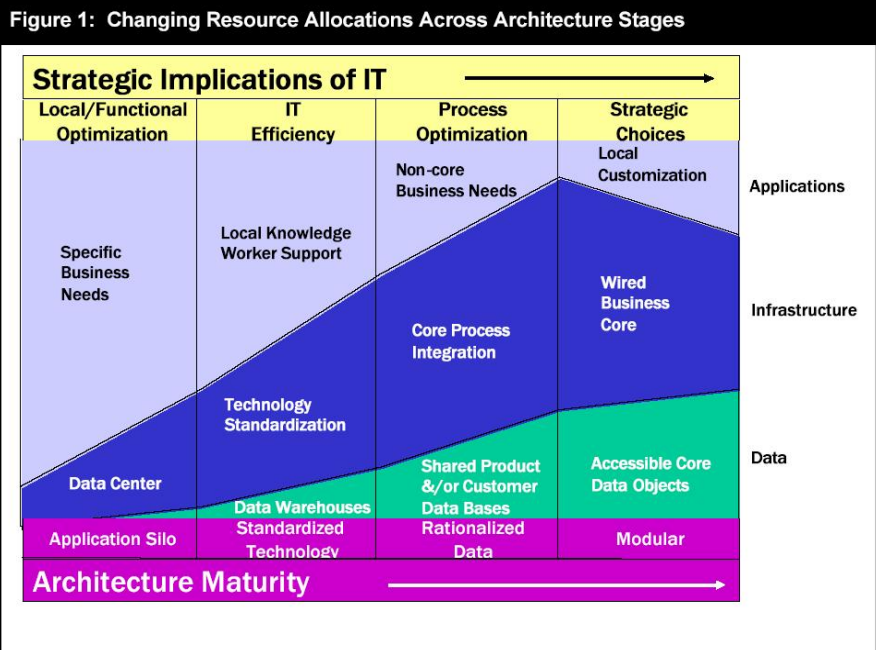 Figure 1: Changing Resource Allocations Across Architecture Stages
Strategic Implications of IT
Local/Functional
Optimization
IT
Efficiency
Process
Optimization
Strategic
Choices
Specific
Business
Needs
Local Knowledge
Worker Support
Non-core
Business Needs
Local
Customization
Applications
Data Center
Technology
Standardization
Core Process
Integration
Wired
Business
Core
Infrastructure
Data Warehouses
Shared Product
&/or Customer
Data Bases
Accessible Core
Data Objects
Data
Application Silo
Standardized
Technology
Rationalized
Data
Modular
Architecture Maturity